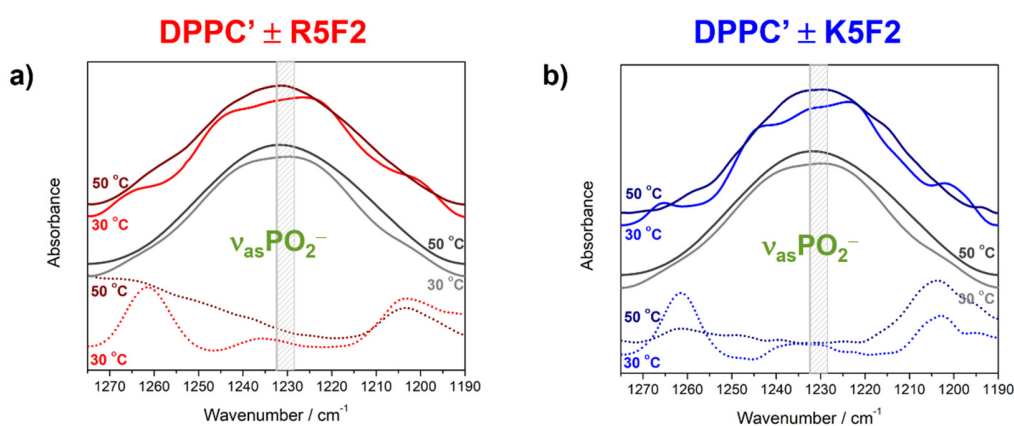 DPPC’ ± R5F2
a)
50 °C
30 °C
50 °C
30 °C
50 °C
30 °C
νasPO2−
Absorbance
1270 1260 1250 1240 1230 1220 1210 1200 1190
Wavenumber / cm-1
DPPC’ ± K5F2
b)
50 °C
30 °C
50 °C
30 °C
50 °C
30 °C
νasPO2−
Absorbance
1270 1260 1250 1240 1230 1220 1210 1200 1190
Wavenumber / cm-1